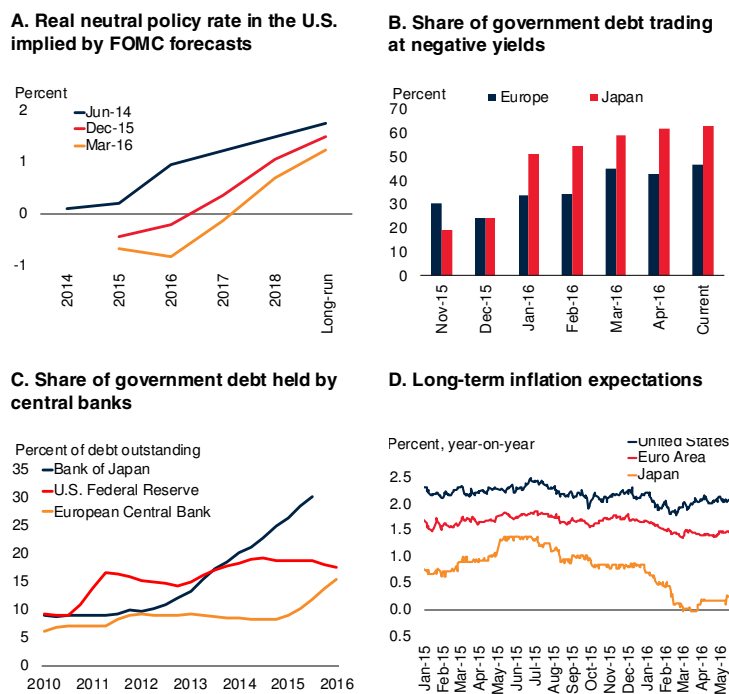 A. Real neutral policy rate in the U.S.
implied by FOMC forecasts
Percent
2
1
0
-1
Jun-14
Dec-15
Mar-16
2014
2015
2016
2017
2018
Long-run
B. Share of government debt trading
at negative yields
Percent
Europe
Japan
70
60
50
40
30
20
10
0
Nov-15
Dec-15
Jan-16
Feb-16
Mar-16
Apr-16
Current
C. Share of government debt held by
central banks
Percent of debt outstanding
35
30
25
20
15
10
5
0
Bank of Japan
U.S. Federal Reserve
European Central Bank
2010
2011
2012
2013
2014
2015
2016
D. Long-term inflation expectations
Percent, year-on-year
United States
Euro Area
Japan
2.5
2.0
1.5
1.0
0.5
0.0
0.5
Jan-15
Feb-15
Mar-15
Apr-15
May-15
Jun-15
Jul-15
Aug-15
Sep-15
Oct-15
Nov-15
Dec-15
Jan-16
Feb-16
Mar-16
Apr-16
May-16